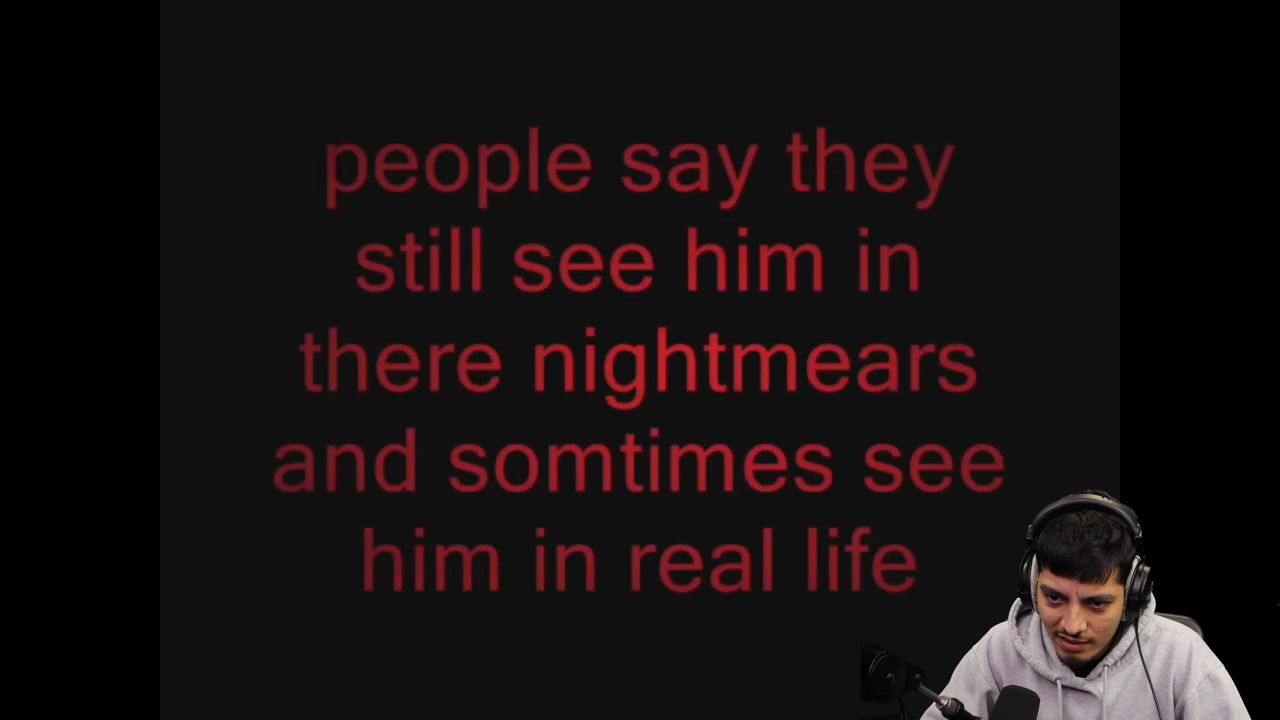 people say they
still see him in
there nightmears
and somtimes see
him in real life